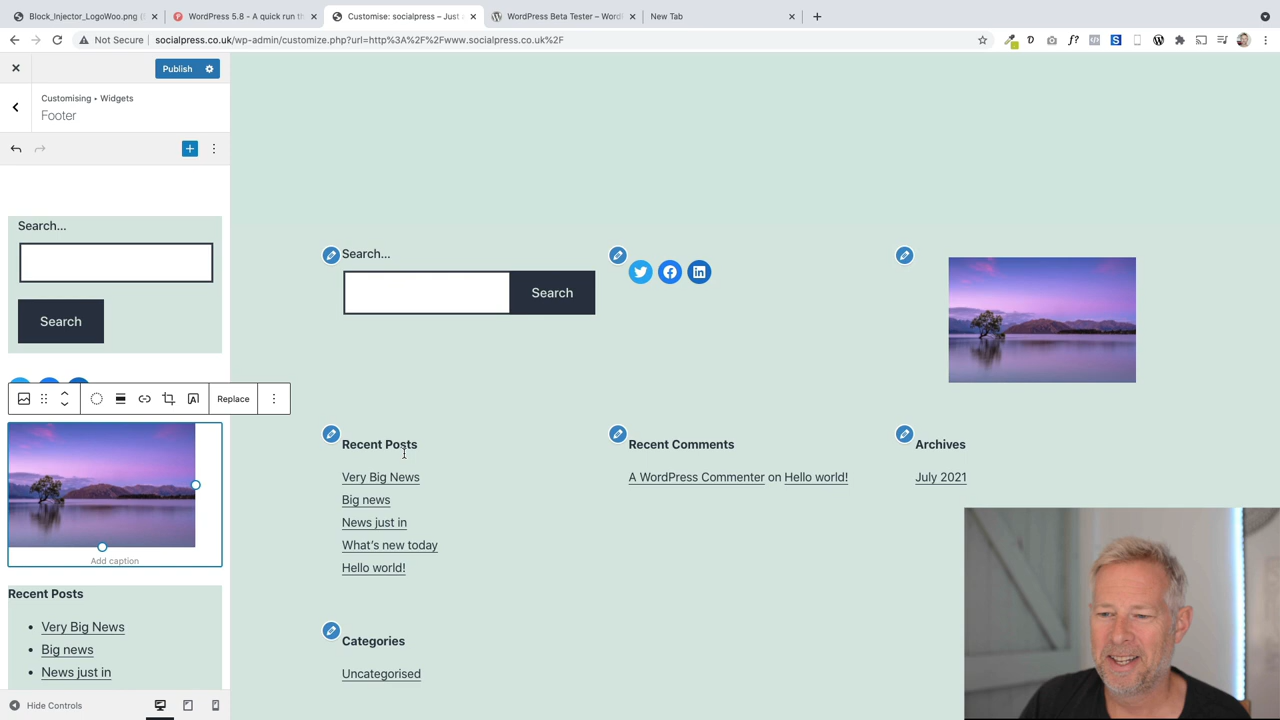 Block_Injector_LogoWoo.png (
WordPress 5.8 - A quick run th
Customise: socialpress – Just
WordPress Beta Tester – WordP
New Tab
Not Secure
socialpress.co.uk/wp-admin/customize.php?url=http%3A%2F%2Fwww.socialpress.co.uk%2F
Publish
Customising • Widgets
Footer
Search...
Search
Replace
Add caption
Recent Posts
Very Big News
Big news
News just in
Hide Controls
Search...
Search
Recent Posts
Very Big News
Big news
News just in
What's new today
Hello world!
Recent Comments
A WordPress Commenter on Hello world!
Archives
July 2021
Categories
Uncategorised